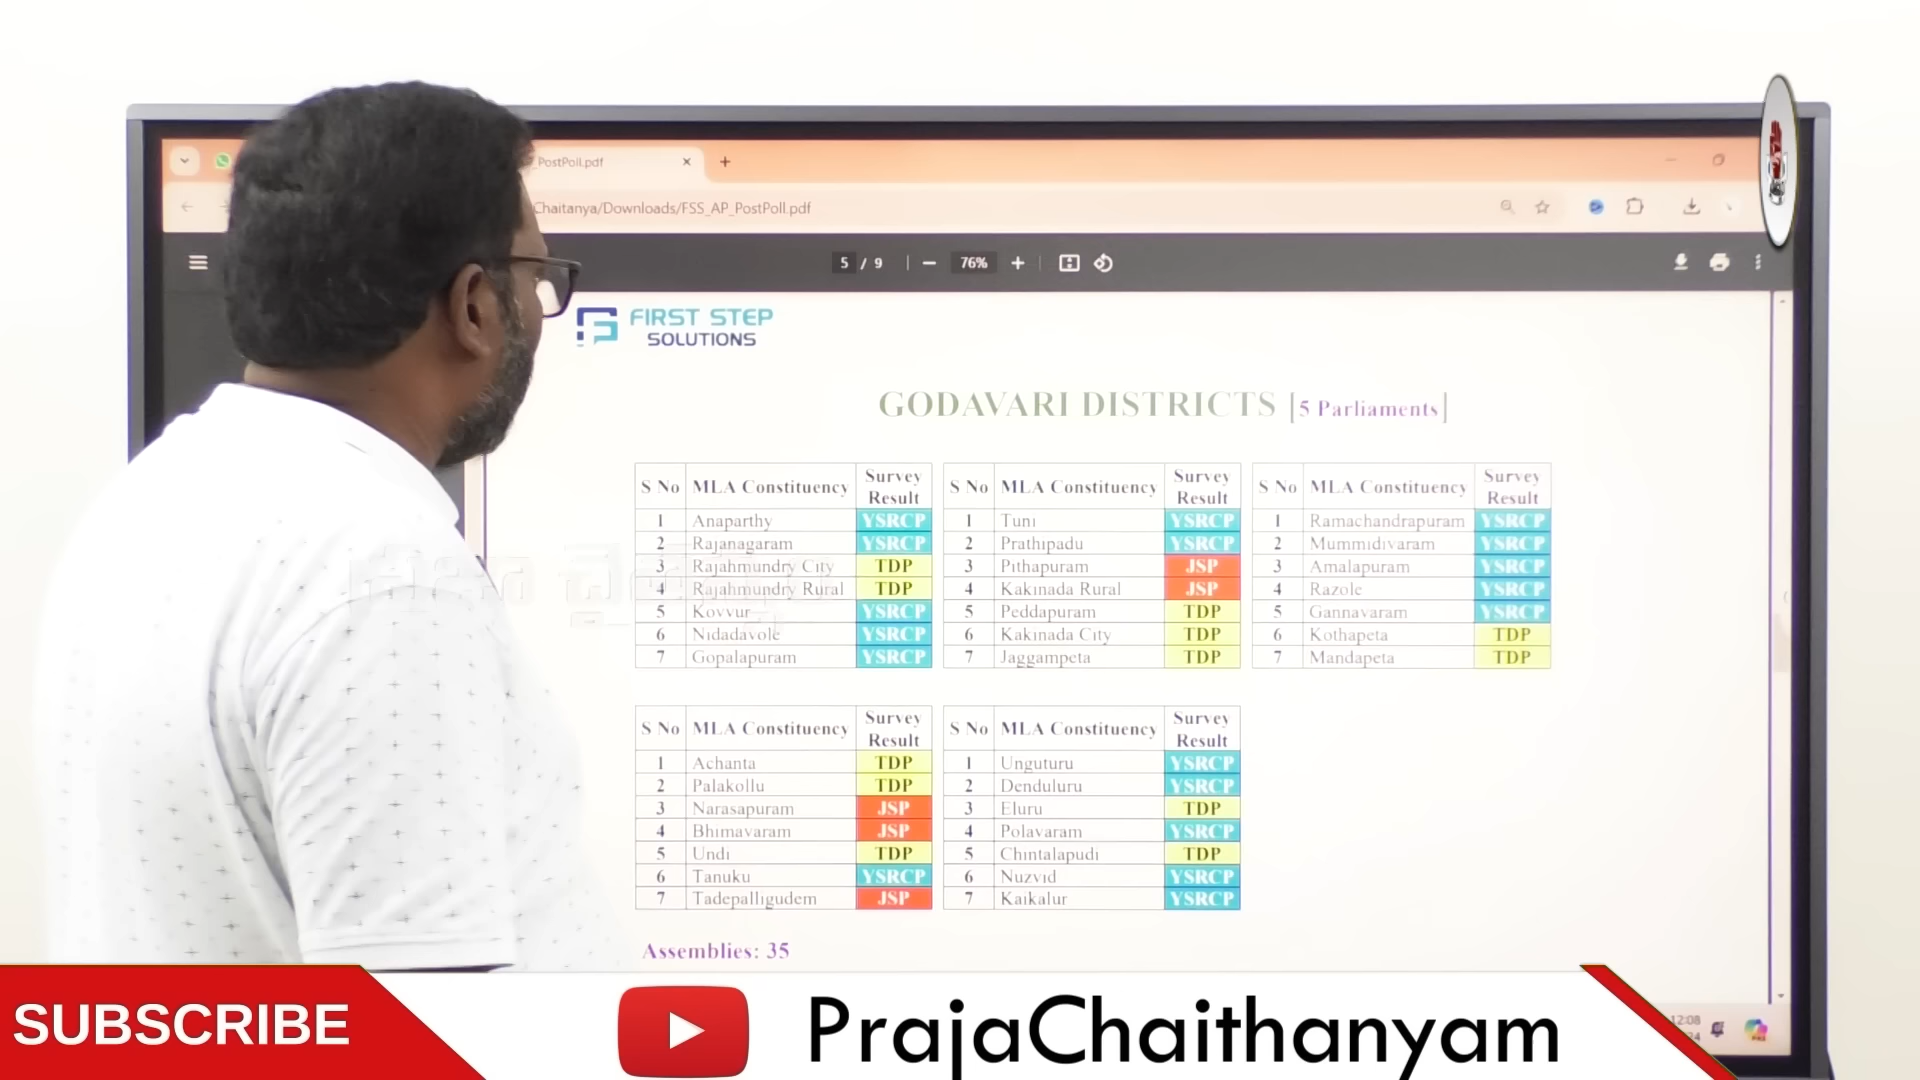 PostPoll.pdf
Chaitanya/Downloads/FSS_AP_PostPoll.pdf
5 / 9 | − 76% +
FIRST STEP
SOLUTIONS
GODAVARI DISTRICTS [5 Parliaments]
S No MLA Constituency Survey Result
1 Anaparthy YSRCP
2 Rajanagaram YSRCP
3 Rajahmundry City TDP
4 Rajahmundry Rural TDP
5 Kovvur YSRCP
6 Nidadavole YSRCP
7 Gopalapuram YSRCP
S No MLA Constituency Survey Result
1 Tuni YSRCP
2 Prathipadu YSRCP
3 Pithapuram JSP
4 Kakinada Rural JSP
5 Peddapuram TDP
6 Kakinada City TDP
7 Jaggampeta TDP
S No MLA Constituency Survey Result
1 Ramachandrapuram YSRCP
2 Mummidivaram YSRCP
3 Amalapuram YSRCP
4 Razole YSRCP
5 Gannavaram YSRCP
6 Kothapeta TDP
7 Mandapeta TDP
S No MLA Constituency Survey Result
1 Achanta TDP
2 Palakollu TDP
3 Narasapuram JSP
4 Bhimavaram JSP
5 Undi TDP
6 Tanuku YSRCP
7 Tadepalligudem JSP
S No MLA Constituency Survey Result
1 Unguturu YSRCP
2 Denduluru YSRCP
3 Eluru TDP
4 Polavaram YSRCP
5 Chintalapudi TDP
6 Nuzvid YSRCP
7 Kaikalur YSRCP
Assemblies: 35
12:08
SUBSCRIBE
PrajaChaithanyam